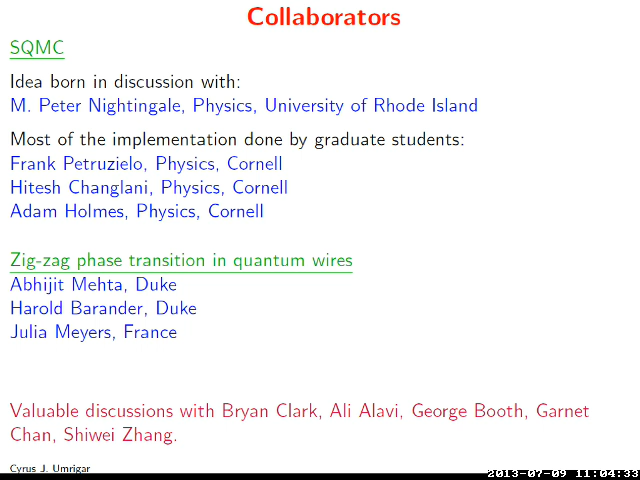 Collaborators
SQMC
Idea born in discussion with:
M. Peter Nightingale, Physics, University of Rhode Island
Most of the implementation done by graduate students:
Frank Petruzielo, Physics, Cornell
Hitesh Changlani, Physics, Cornell
Adam Holmes, Physics, Cornell
Zig-zag phase transition in quantum wires
Abhijit Mehta, Duke
Harold Barander, Duke
Julia Meyers, France
Valuable discussions with Bryan Clark, Ali Alavi, George Booth, Garnet
Chan, Shiwei Zhang.
Cyrus J. Umrigar
2013-07-09 11:04:33